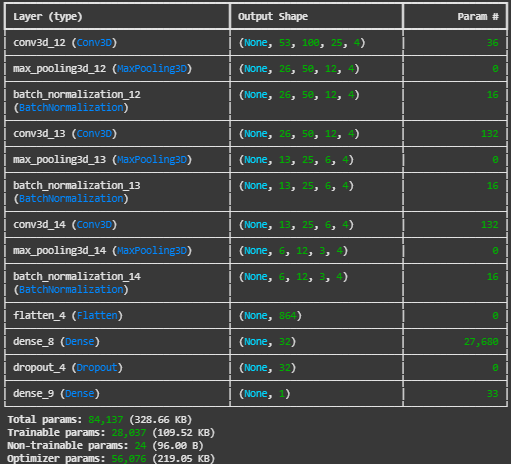 Layer (type) Output Shape Param #
conv3d_12 (Conv3D) (None, 53, 100, 25, 4) 36
max_pooling3d_12 (MaxPooling3D) (None, 26, 50, 12, 4) 0
batch_normalization_12 (None, 26, 50, 12, 4) 16
(BatchNormalization)
conv3d_13 (Conv3D) (None, 26, 50, 12, 4) 132
max_pooling3d_13 (MaxPooling3D) (None, 13, 25, 6, 4) 0
batch_normalization_13 (None, 13, 25, 6, 4) 16
(BatchNormalization)
conv3d_14 (Conv3D) (None, 13, 25, 6, 4) 132
max_pooling3d_14 (MaxPooling3D) (None, 6, 12, 3, 4) 0
batch_normalization_14 (None, 6, 12, 3, 4) 16
(BatchNormalization)
flatten_4 (Flatten) (None, 864) 0
dense_8 (Dense) (None, 32) 27,680
dropout_4 (Dropout) (None, 32) 0
dense_9 (Dense) (None, 1) 33
Total params: 84,137 (328.66 KB)
Trainable params: 28,037 (109.52 KB)
Non-trainable params: 24 (96.00 B)
Optimizer params: 56,076 (219.05 KB)